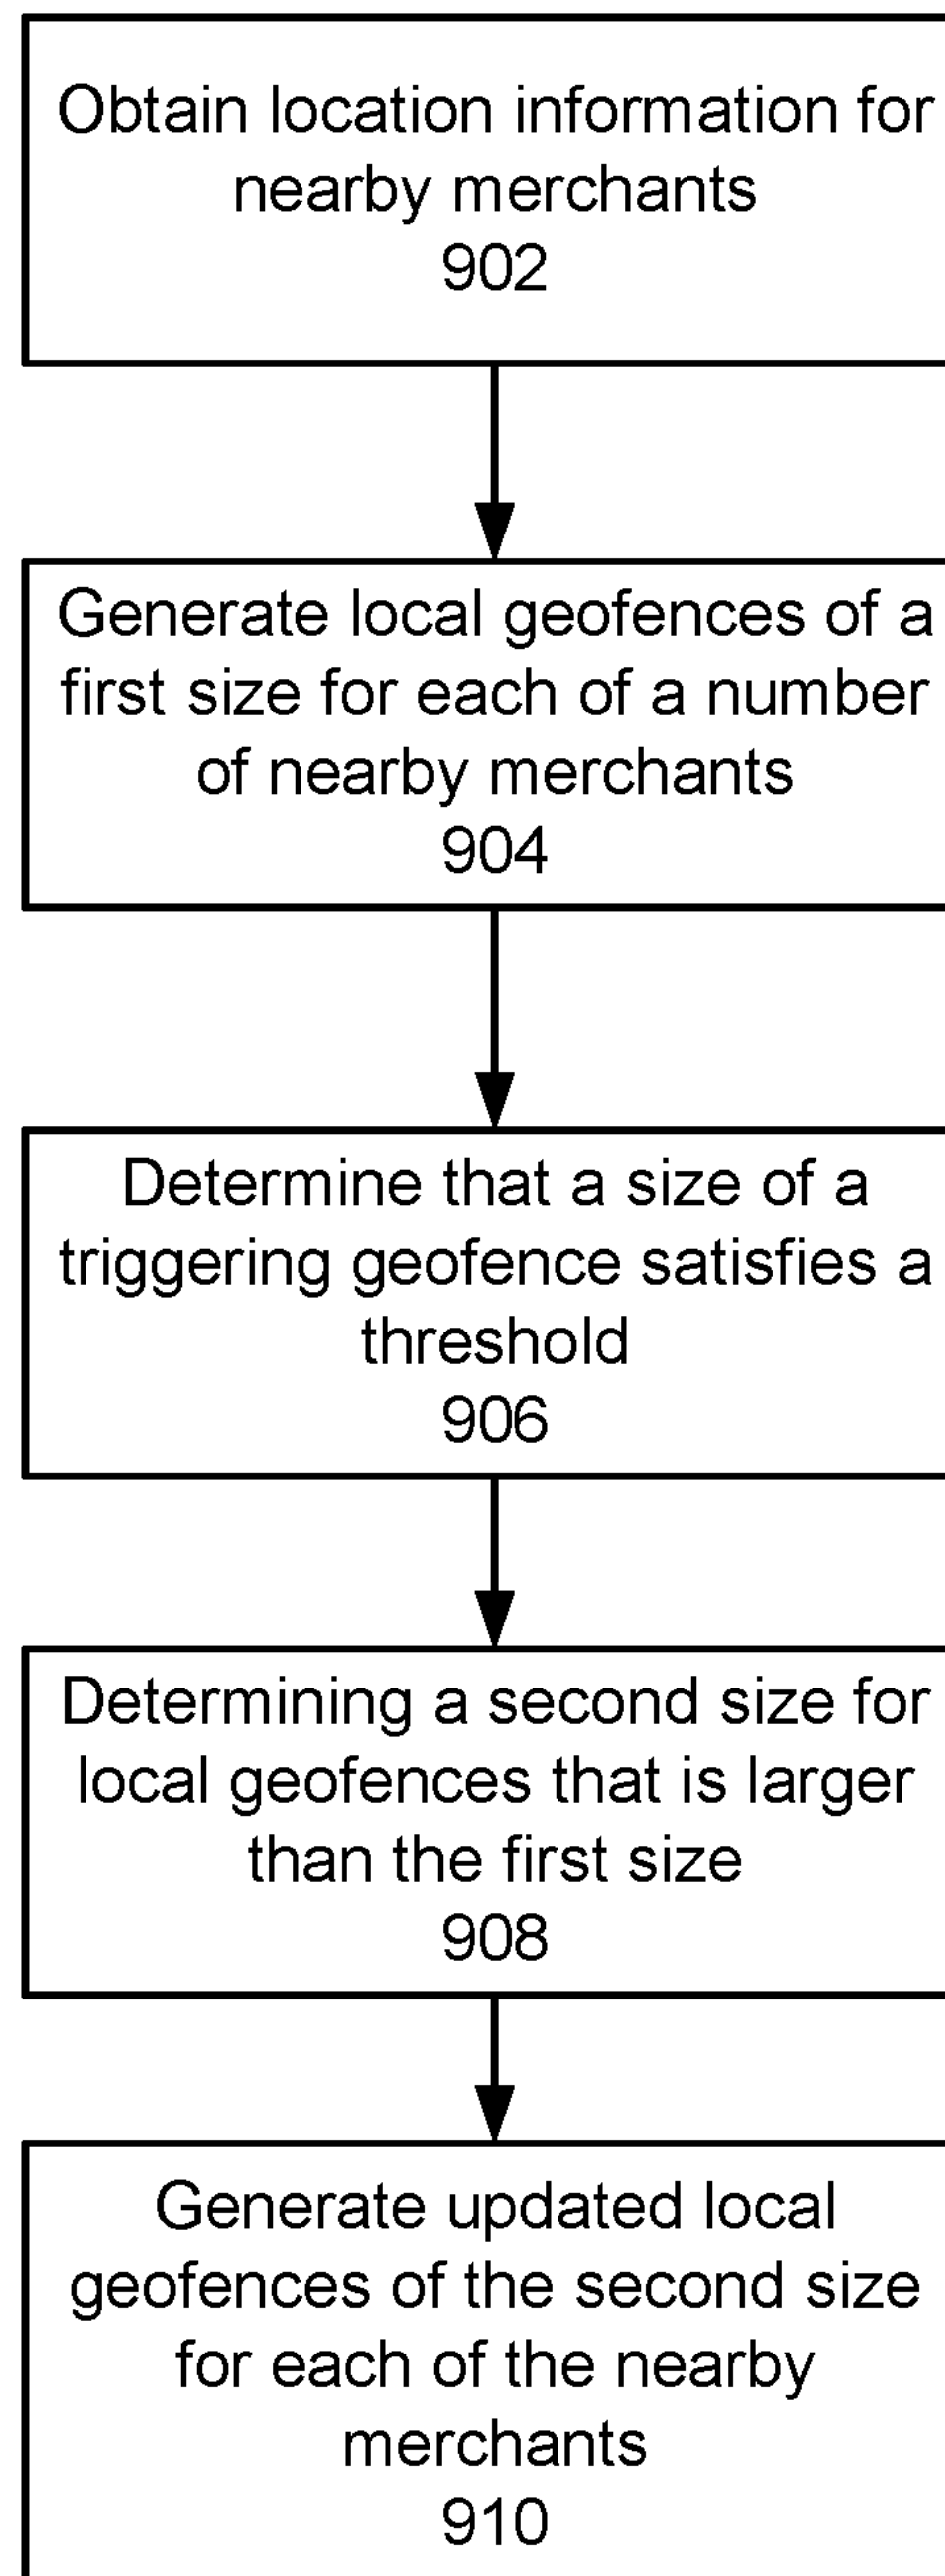 Obtain location information for
nearby merchants
902
Generate local geofences of a
first size for each of a number
of nearby merchants
904
Determine that a size of a
triggering geofence satisfies a
threshold
906
Determining a second size for
local geofences that is larger
than the first size
908
Generate updated local
geofences of the second size
for each of the nearby
merchants
910